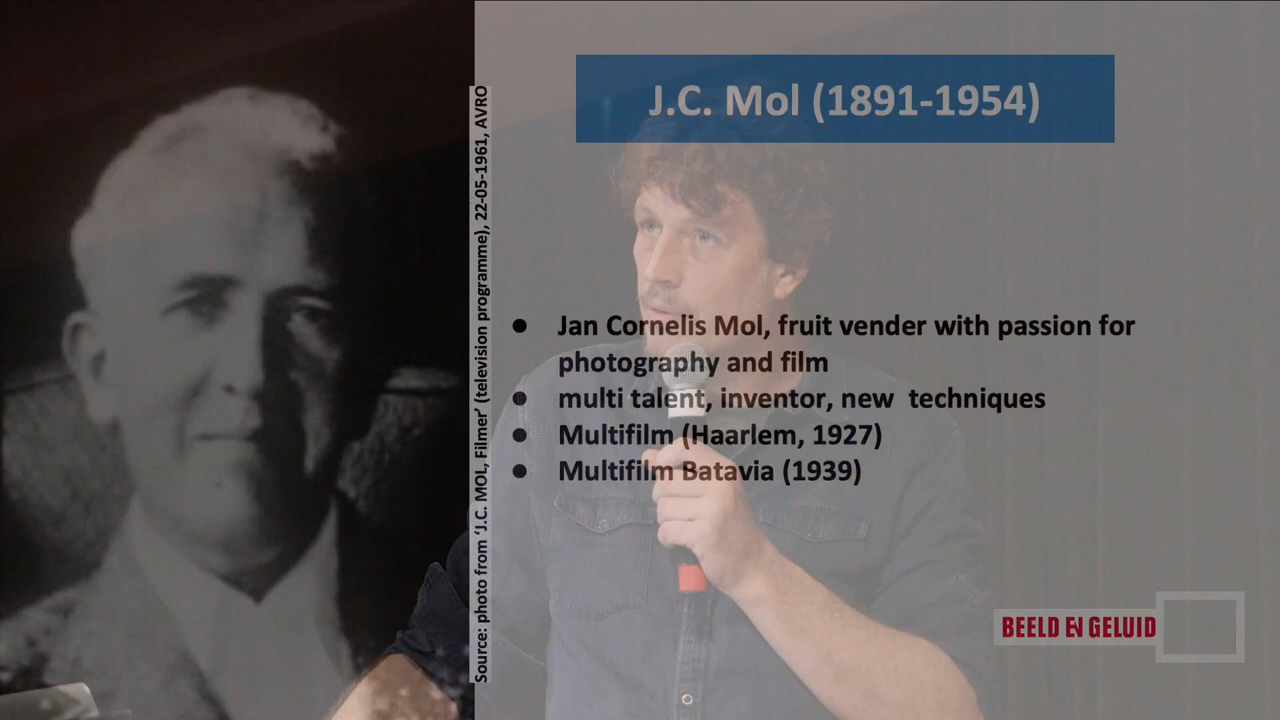 J.C. Mol (1891-1954)
Source: photo from ‘J.C. MOL, Filmer’ (television programme), 22-05-1961, AVRO
● Jan Cornelis Mol, fruit vender with passion for
photography and film
● multi talent, inventor, new  techniques
● Multifilm (Haarlem, 1927)
● Multifilm Batavia (1939)
BEELD EN GELUID